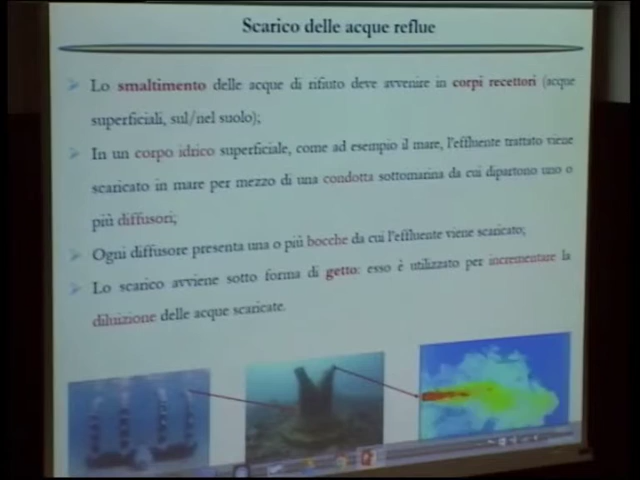 Scarico delle acque reflue
Lo smaltimento delle acque di rifiuto deve avvenire in corpi recettori (acque
superficiali, sul/nel suolo);
In un corpo idrico superficiale, come ad esempio il mare, l'effluente trattato viene
scaricato in mare per mezzo di una condotta sottomarina da cui dipartono uno o
più diffusori;
Ogni diffusore presenta una o più bocche da cui l'effluente viene scaricato;
Lo scarico avviene sotto forma di getto: esso è utilizzato per incrementare la
diluizione delle acque scaricate.